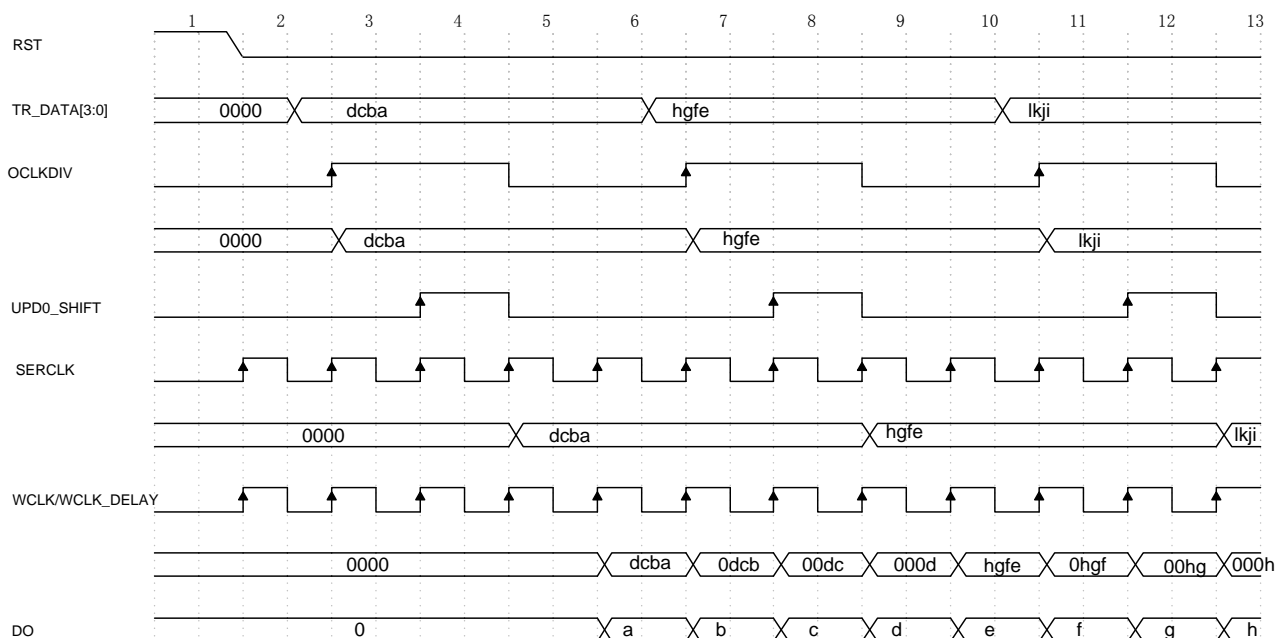 1 2 3 4 5 6 7 8 9 10 11 12 13
RST
TR_DATA[3:0] 0000 dcba hgfe lkji
OCLKDIV
0000 dcba hgfe lkji
UPD0_SHIFT
SERCLK
0000 dcba hgfe lkji
WCLK/WCLK_DELAY
0000 dcba 0dcb 00dc 000d hgfe 0hgf 00hg 000h
DO 0 a b c d e f g h